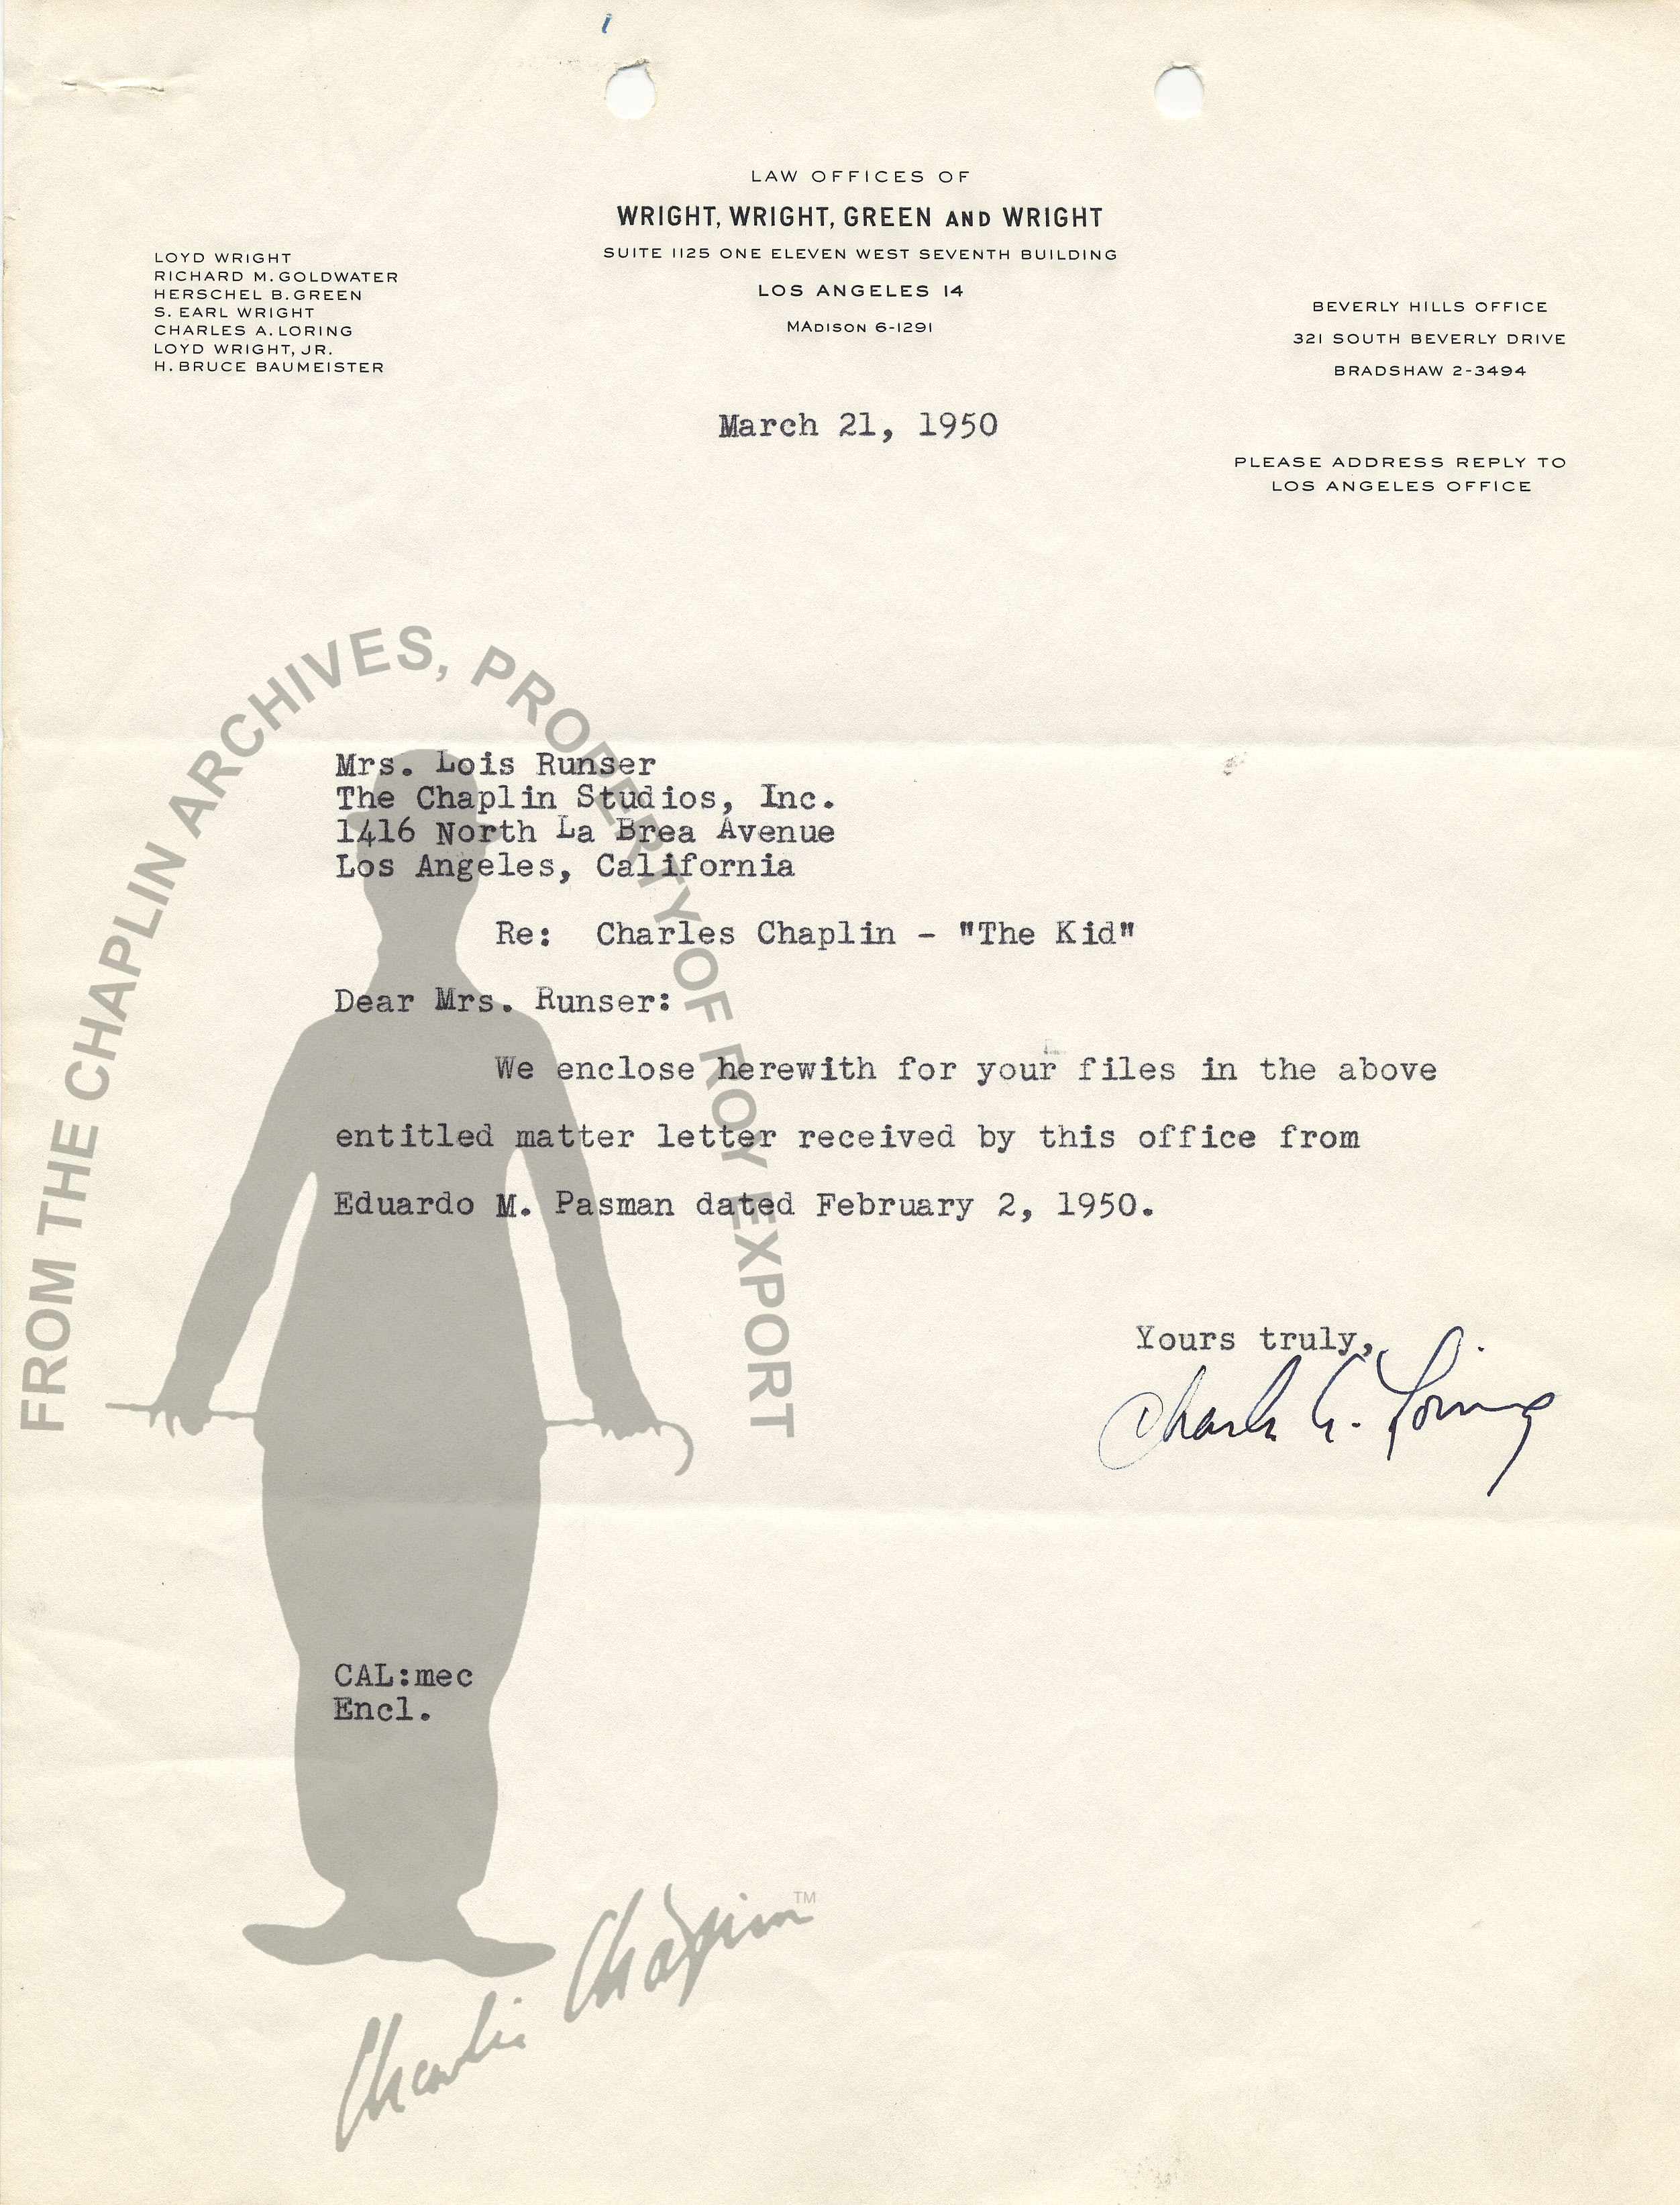 LAW OFFICES OF
WRIGHT, WRIGHT, GREEN AND WRIGHT
SUITE 1125 ONE ELEVEN WEST SEVENTH BUILDING
LOS ANGELES 14
MADISON 6-1291
LOYD WRIGHT
RICHARD M. GOLDWATER
HERSCHEL B. GREEN
S. EARL WRIGHT
CHARLES A. LORING
LOYD WRIGHT, JR.
H. BRUCE BAUMEISTER
BEVERLY HILLS OFFICE
321 SOUTH BEVERLY DRIVE
BRADSHAW 2-3494
March 21, 1950
PLEASE ADDRESS REPLY TO
LOS ANGELES OFFICE
FROM THE CHAPLIN ARCHIVES, PROPERTY OF ROY EXPORT
Mrs. Lois Runser
The Chaplin Studios, Inc.
1416 North La Brea Avenue
Los Angeles, California
Re: Charles Chaplin - "The Kid"
Dear Mrs. Runser:
We enclose herewith for your files in the above
entitled matter letter received by this office from
Eduardo M. Pasman dated February 2, 1950.
Yours truly,
Charles A. Loring
CAL:mec
Encl.
Charlie Chaplin TM